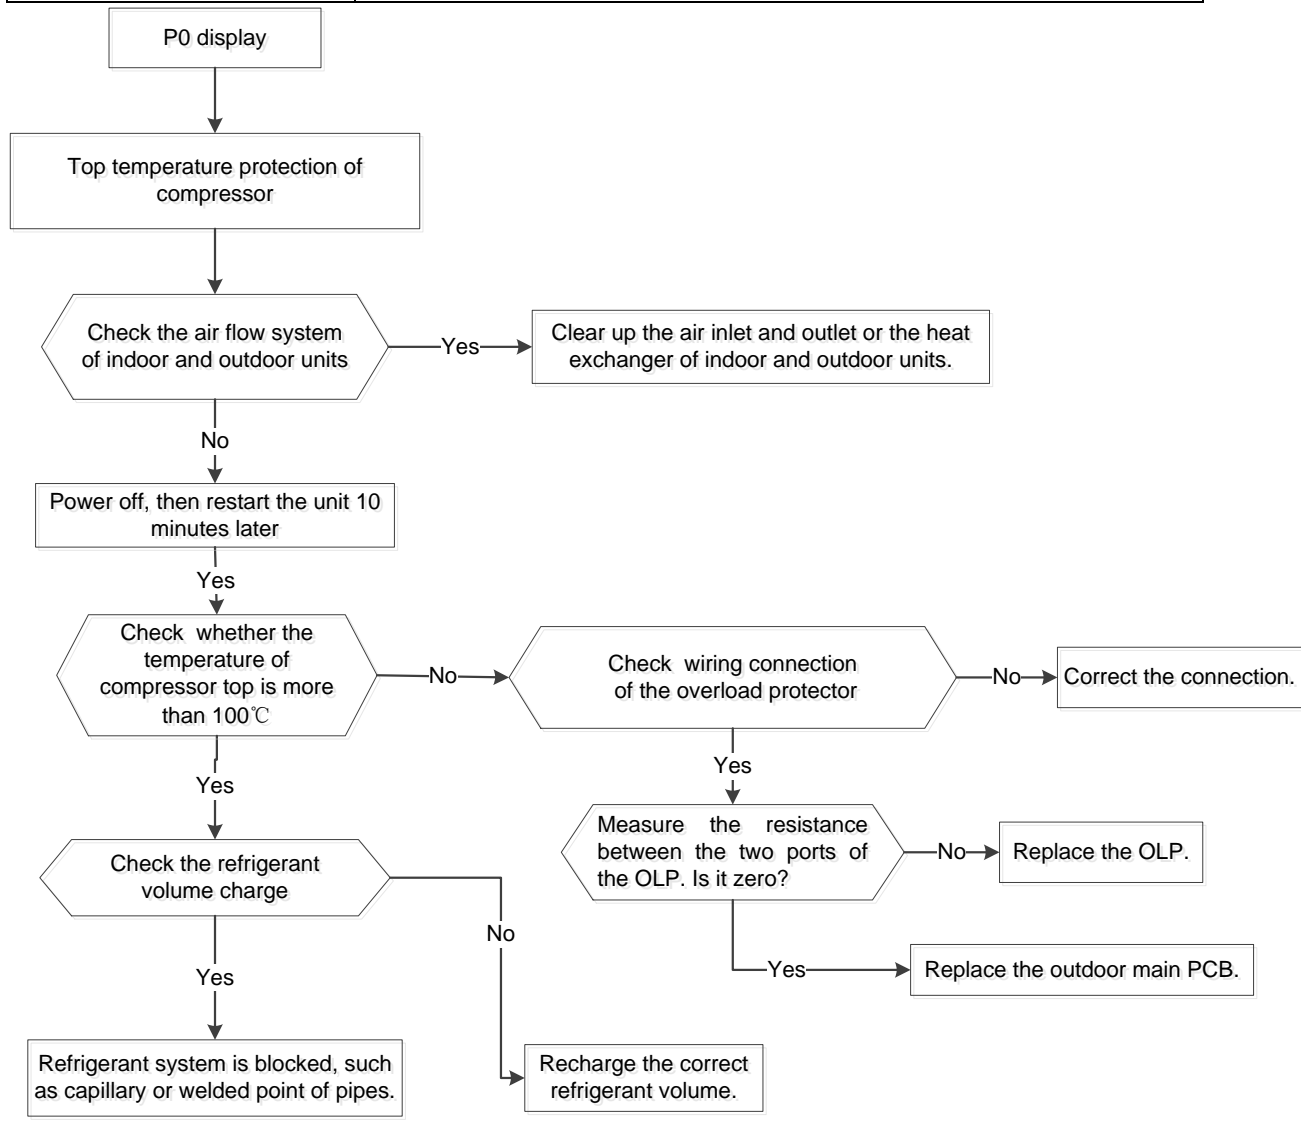 P0 display
Top temperature protection of
compressor
Check the air flow system
of indoor and outdoor units
Yes
Clear up the air inlet and outlet or the heat
exchanger of indoor and outdoor units.
No
Power off, then restart the unit 10
minutes later
Yes
Check whether the
temperature of
compressor top is more
than 100℃
No
Check wiring connection
of the overload protector
No
Correct the connection.
Yes
Yes
Measure the resistance
between the two ports of
the OLP. Is it zero?
No
Replace the OLP.
Check the refrigerant
volume charge
No
Yes
Replace the outdoor main PCB.
Yes
Refrigerant system is blocked, such
as capillary or welded point of pipes.
Recharge the correct
refrigerant volume.